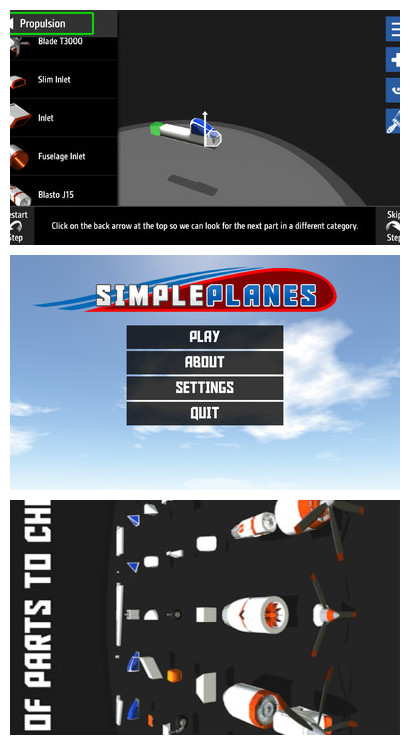 Propulsion
Blade T3000
Slim Inlet
Inlet
Fuselage Inlet
Blasto J15
estart
Step
Click on the back arrow at the top so we can look for the next part in a different category.
Skip
Step
SIMPLEPLANES
PLAY
ABOUT
SETTINGS
QUIT
OF PARTS TO CH